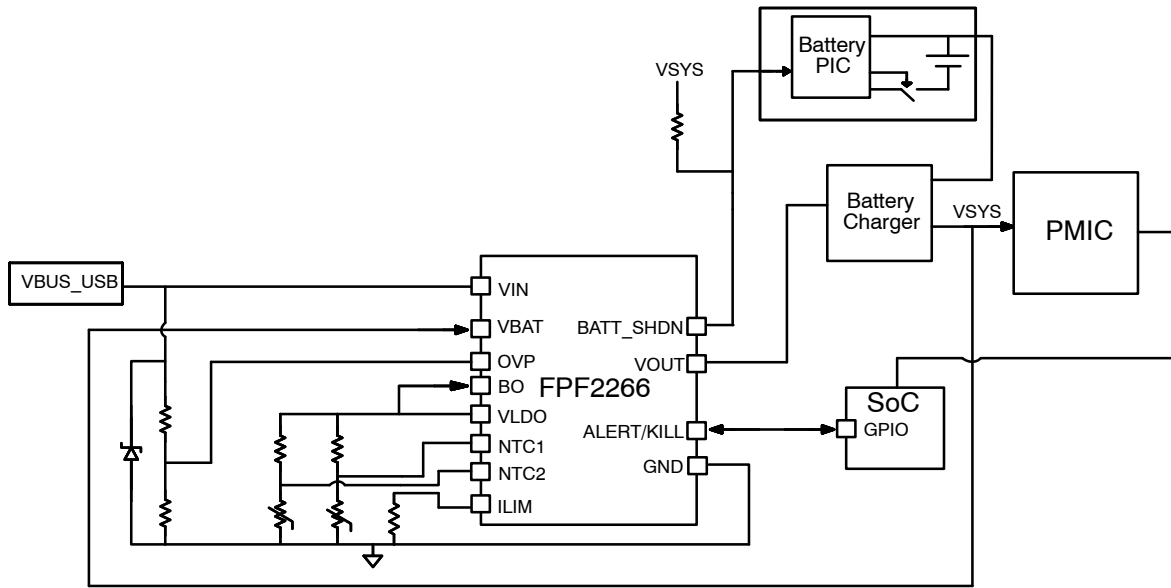 Battery
PIC
VSYS
Battery
Charger
VSYS
PMIC
VBUS_USB
VIN
VBAT
OVP
BO
VLDO
NTC1
NTC2
ILIM
FPF2266
BATT_SHDN
VOUT
ALERT/KILL
GND
SoC
GPIO